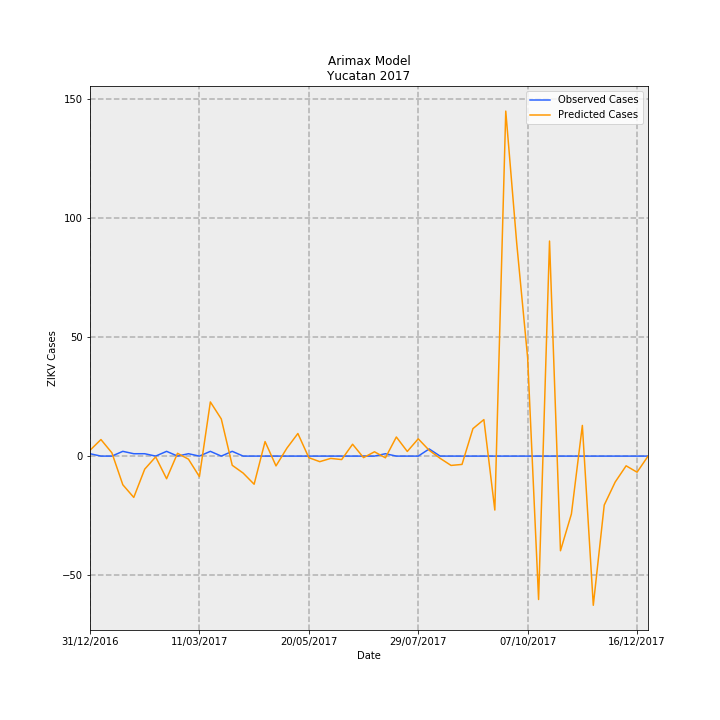 Arimax Model
Yucatan 2017
Observed Cases
Predicted Cases
150
100
50
0
−50
ZIKV Cases
31/12/2016 11/03/2017 20/05/2017 29/07/2017 07/10/2017 16/12/2017
Date